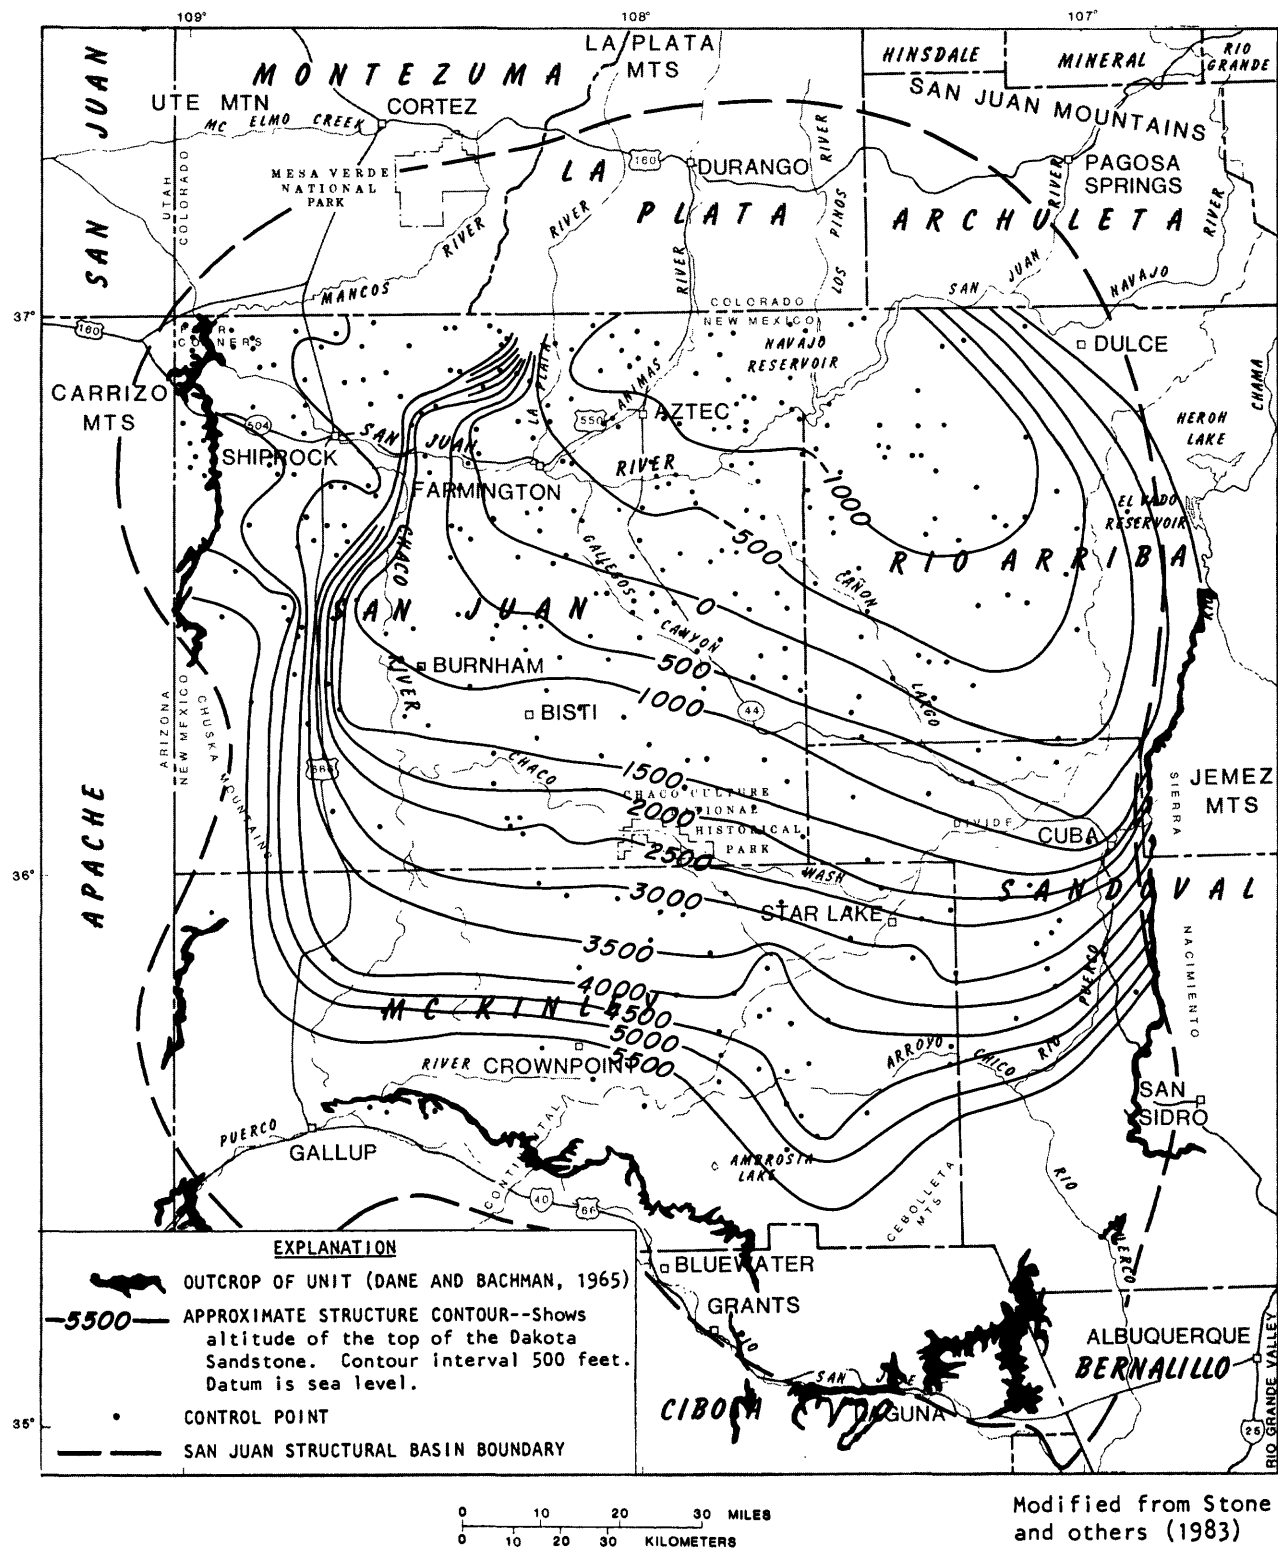 109°
108°
107°
LA PLATA
MTS
HINSDALE
MINERAL
RIO
GRANDE
SAN JUAN
MONTEZUMA
UTE MTN
CORTEZ
MC ELMO CREEK
SAN JUAN MOUNTAINS
RIVER
LA
160
DURANGO
PAGOSA
SPRINGS
MESA VERDE
NATIONAL
PARK
UTAH
COLORADO
PLATA
ARCHULETA
RIVER
RIVER
RIVER
LOS PINOS
RIVER
RIVER
SAN JUAN
NAVAJO
MANCOS
SAN
COLORADO
NEW MEXICO
37°
160
CORNERS
NAVAJO
RESERVOIR
DULCE
CARRIZO
MTS
LA PLATA
ANIMAS
AZTEC
550
CHAMA
HERON
LAKE
504
SHIPROCK
SAN JUAN
RIVER
FARMINGTON
-1000
EL VADO
RESERVOIR
CHACO
GALLEGOS
-500
RIO ARRIBA
CAÑON
SAN JUAN
0
CANYON
RIO
BURNHAM
500
RIVER
LARGO
1000
BISTI
44
ARIZONA
NEW MEXICO
CHUSKA MOUNTAINS
666
CHACO
1500
SIERRA
JEMEZ
MTS
CHACO CULTURE
NATIONAL
HISTORICAL
PARK
2000
DIVIDE
CUBA
2500
APACHE
36°
WASH
3000
SANDOVAL
STAR LAKE
3500
NACIMIENTO
4000
PUERCO
MC KINLEY
4500
5000
ARROYO
CHICO
RIO
5500
RIVER
CROWNPOINT
SAN
SIDRO
PUERCO
GALLUP
CONTINENTAL
AMBROSIA
LAKE
RIO
40
66
CEBOLLETA
MTS
PUERCO
BLUEWATER
GRANTS
RIO
SAN JOSE
ALBUQUERQUE
BERNALILLO
CIBOLA
LAGUNA
25
RIO GRANDE VALLEY
35°
EXPLANATION
OUTCROP OF UNIT (DANE AND BACHMAN, 1965)
5500
APPROXIMATE STRUCTURE CONTOUR--Shows
altitude of the top of the Dakota
Sandstone. Contour interval 500 feet.
Datum is sea level.
CONTROL POINT
SAN JUAN STRUCTURAL BASIN BOUNDARY
0 10 20 30 MILES
0 10 20 30 KILOMETERS
Modified from Stone
and others (1983)